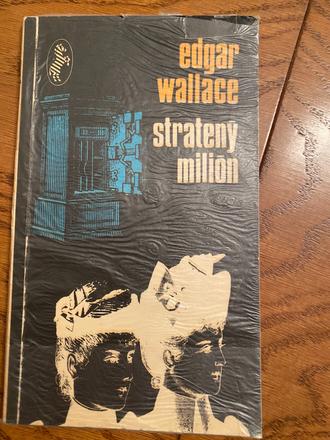 edgar
wallace
stratený
milión